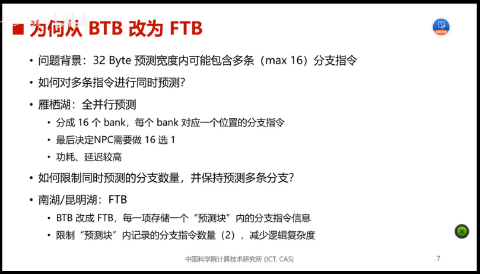 为何从 BTB 改为 FTB
问题背景：32 Byte 预测宽度内可能包含多条（max 16）分支指令
如何对多条指令进行同时预测？
雁栖湖：全并行预测
分成 16 个 bank，每个 bank 对应一个位置的分支指令
最后决定NPC需要做 16 选 1
功耗、延迟较高
如何限制同时预测的分支数量，并保持预测多条分支？
南湖/昆明湖：FTB
BTB 改成 FTB，每一项存储一个“预测块”内的分支指令信息
限制“预测块”内记录的分支指令数量（2），减少逻辑复杂度
中国科学院计算技术研究所 (ICT, CAS)
7